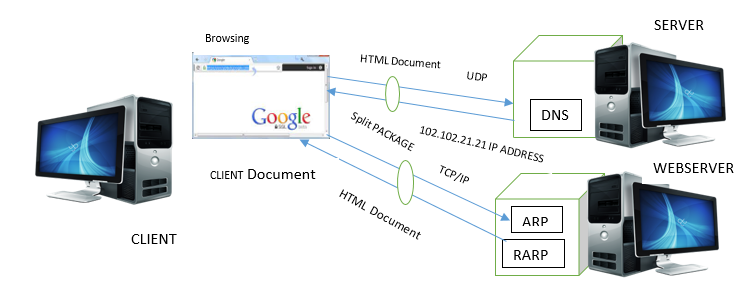 SERVER
Browsing
HTML Document
UDP
DNS
Google
Split PACKAGE
102.102.21.21 IP ADDRESS
TCP/IP
WEBSERVER
CLIENT Document
HTML Document
ARP
RARP
CLIENT